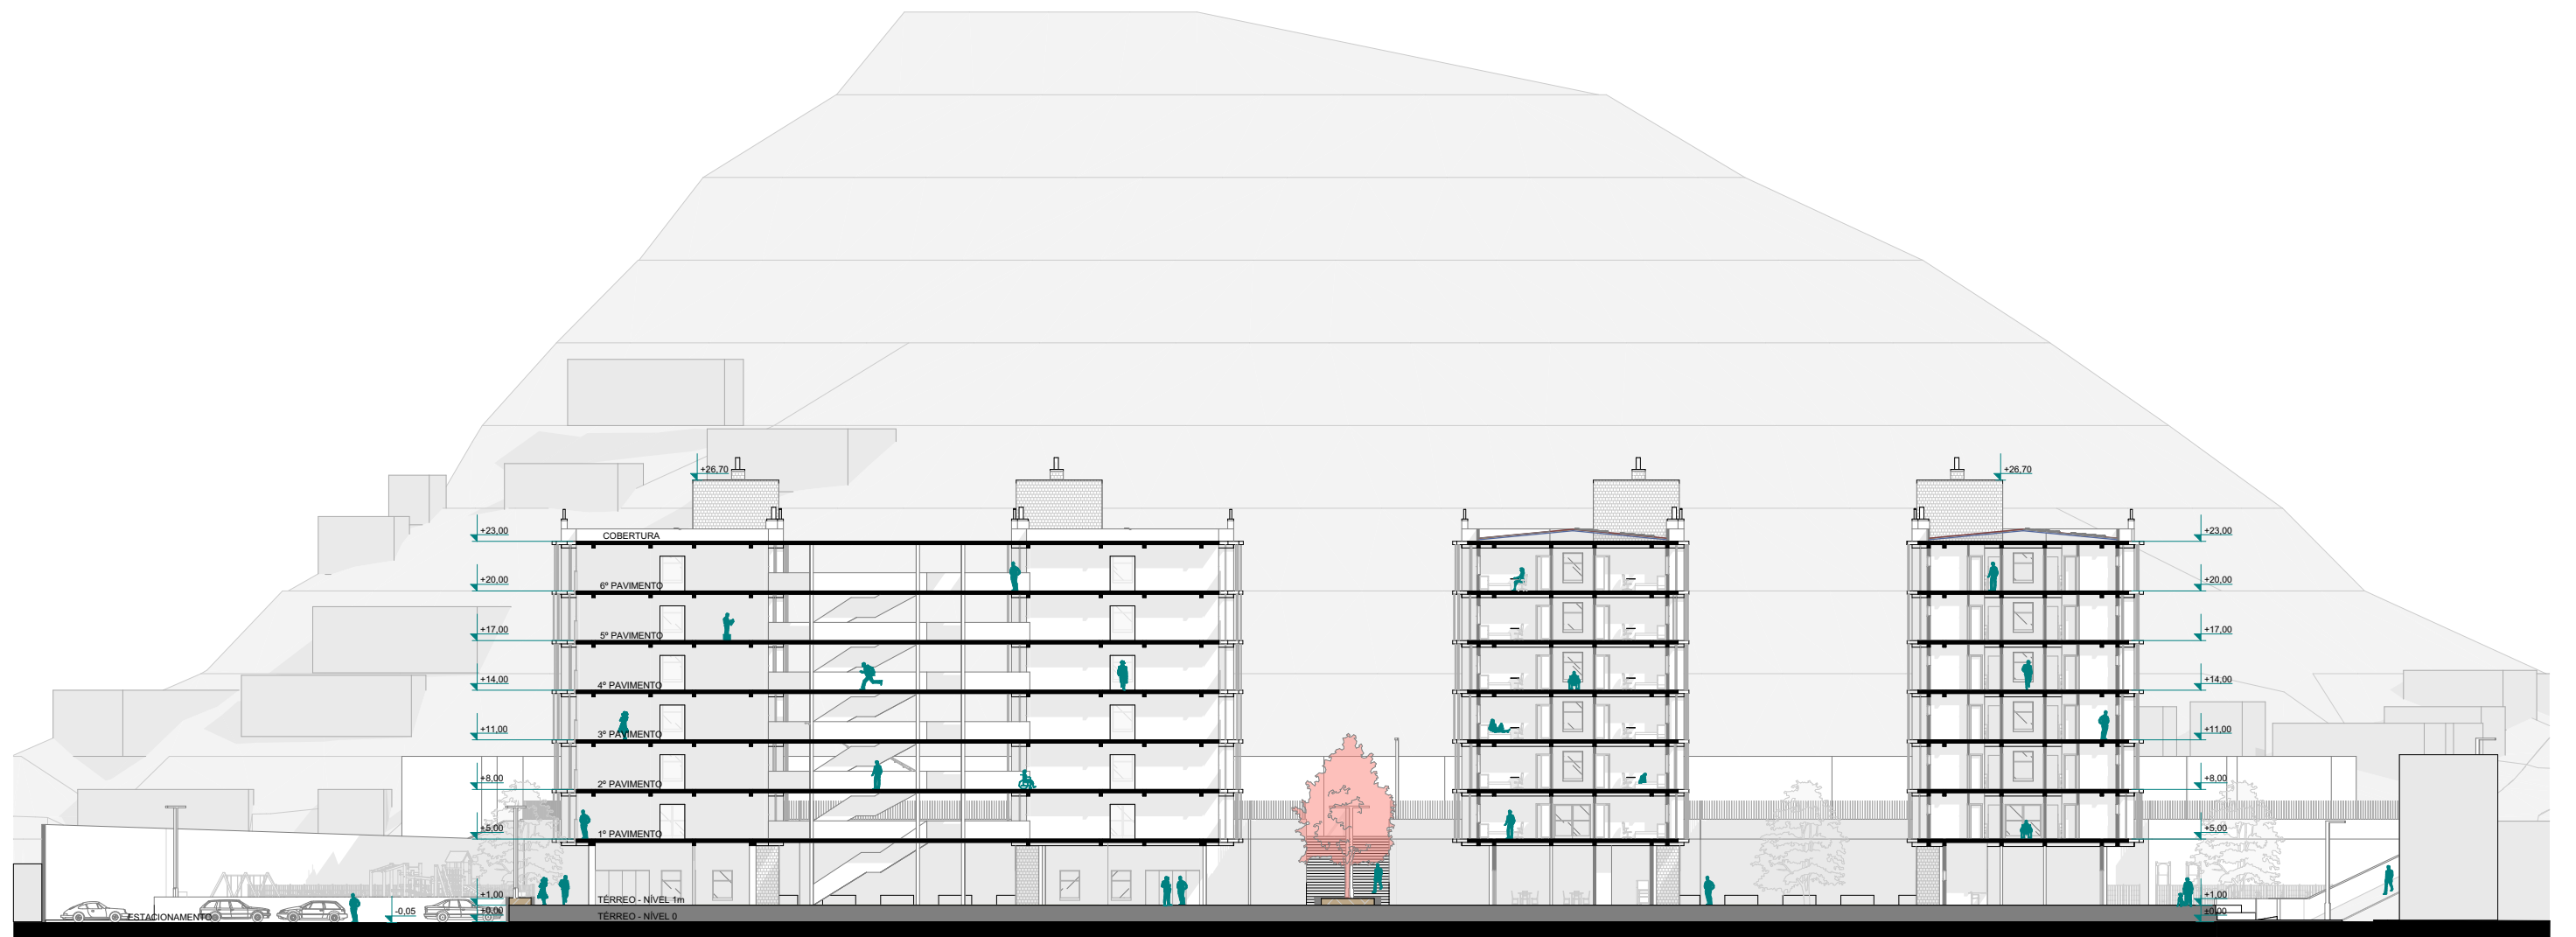 +26,70
+26,70
+23,00
COBERTURA
+23,00
+20,00
6º PAVIMENTO
+20,00
+17,00
5º PAVIMENTO
+17,00
+14,00
4º PAVIMENTO
+14,00
+11,00
3º PAVIMENTO
+11,00
+8,00
2º PAVIMENTO
+8,00
+5,00
1º PAVIMENTO
+5,00
+1,00
TÉRREO - NÍVEL 1m
+1,00
ESTACIONAMENTO
-0,05
±0,00
TÉRREO - NÍVEL 0
±0,00